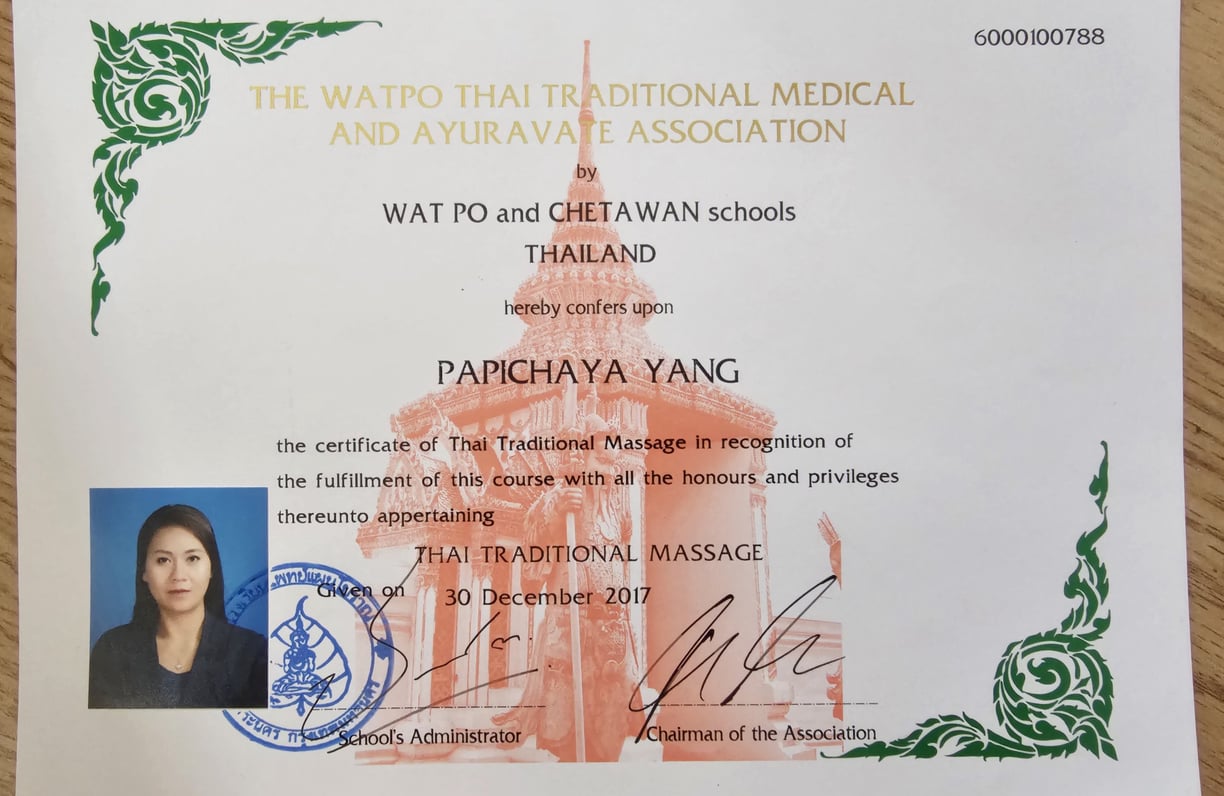 6000100788
THE WATPO THAI TRADITIONAL MEDICAL
AND AYURAVATE ASSOCIATION
by
WAT PO and CHETAWAN schools
THAILAND
hereby confers upon
PAPICHAYA YANG
the certificate of Thai Traditional Massage in recognition of
the fulfillment of this course with all the honours and privileges
thereunto appertaining
THAI TRADITIONAL MASSAGE
Given on 30 December 2017
School's Administrator
Chairman of the Association